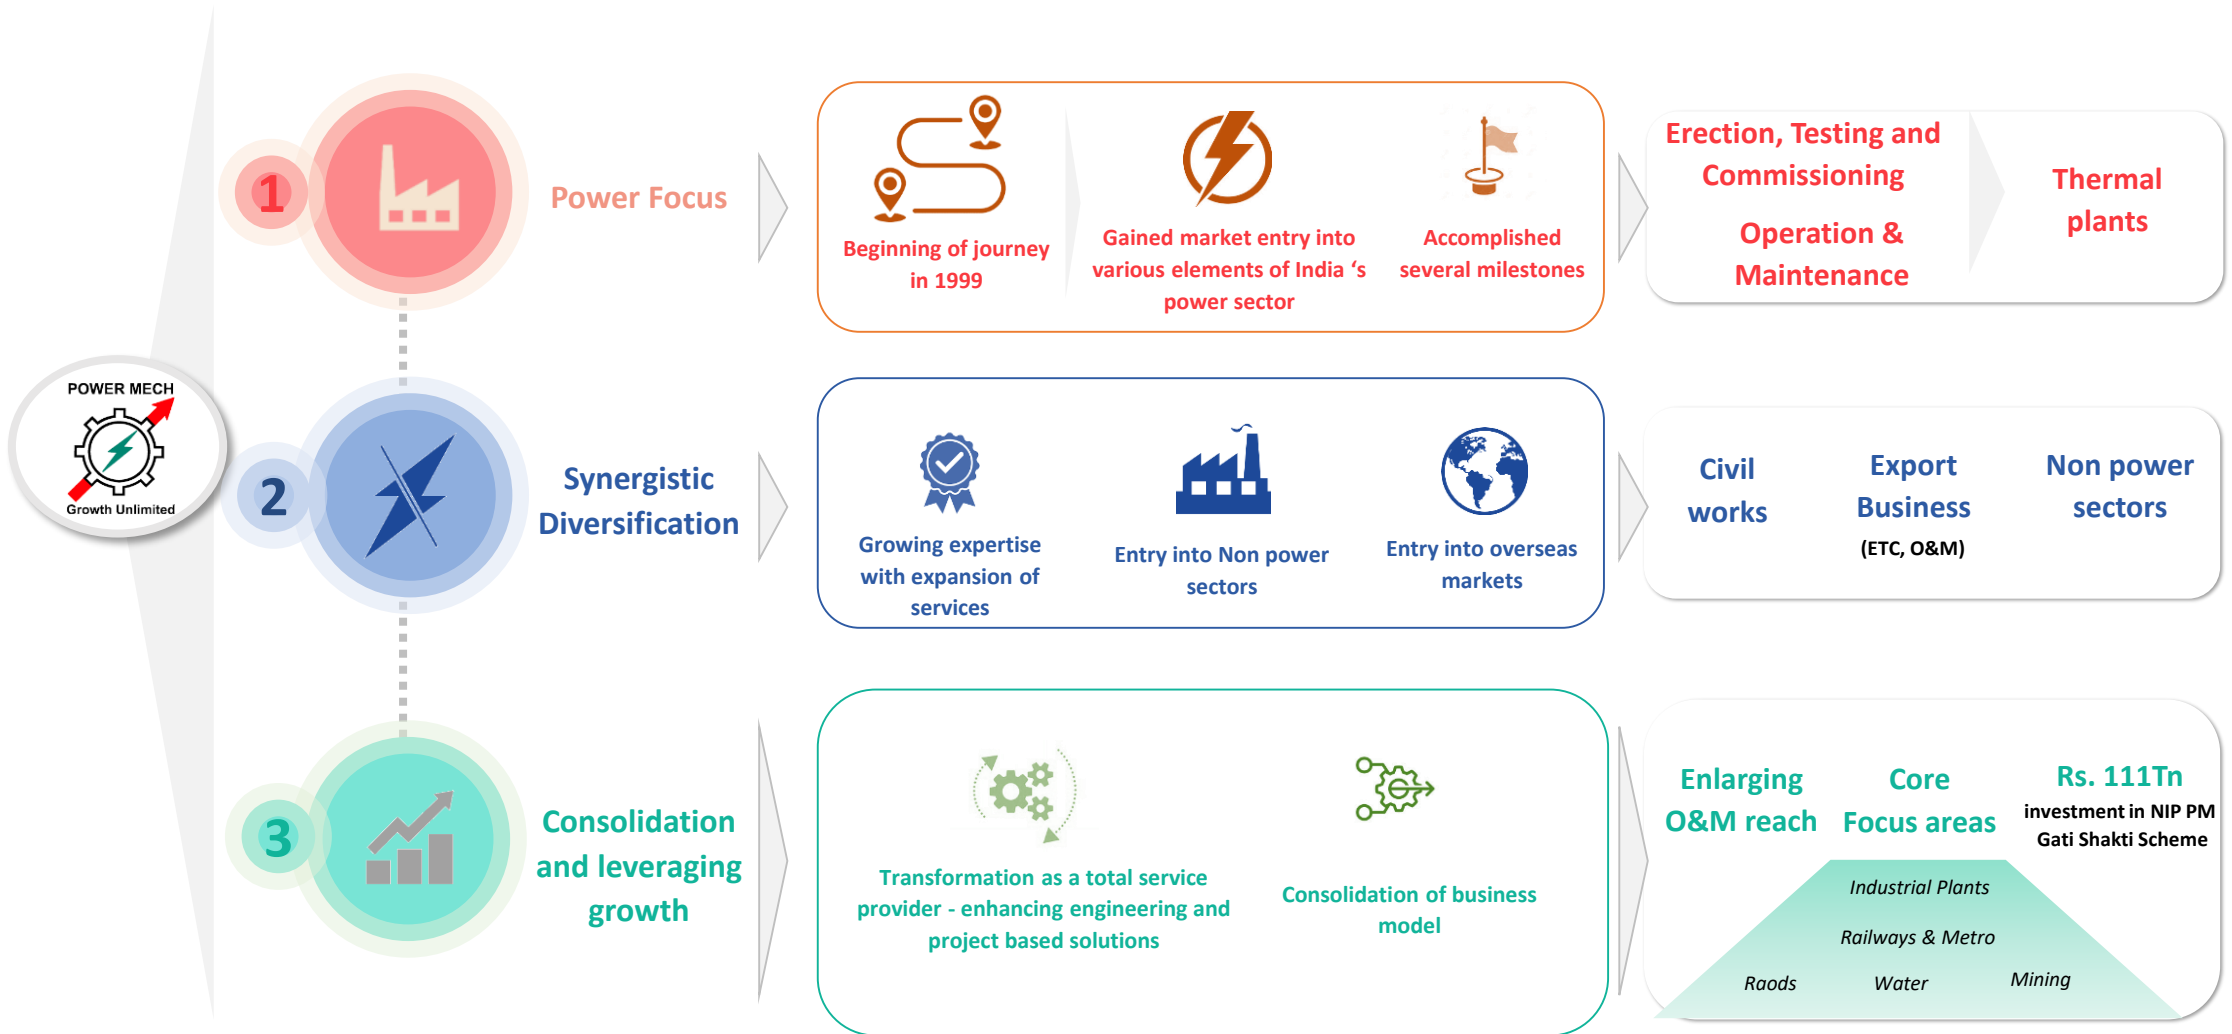 POWER MECH
Growth Unlimited
1
Power Focus
Beginning of journey
in 1999
Gained market entry into
various elements of India ‘s
power sector
Accomplished
several milestones
Erection, Testing and
Commissioning
Operation &
Maintenance
Thermal
plants
2
Synergistic
Diversification
Growing expertise
with expansion of
services
Entry into Non power
sectors
Entry into overseas
markets
Civil
works
Export
Business
(ETC, O&M)
Non power
sectors
3
Consolidation
and leveraging
growth
Transformation as a total service
provider - enhancing engineering and
project based solutions
Consolidation of business
model
Enlarging
O&M reach
Core
Focus areas
Rs. 111Tn
investment in NIP PM
Gati Shakti Scheme
Industrial Plants
Railways & Metro
Raods
Water
Mining